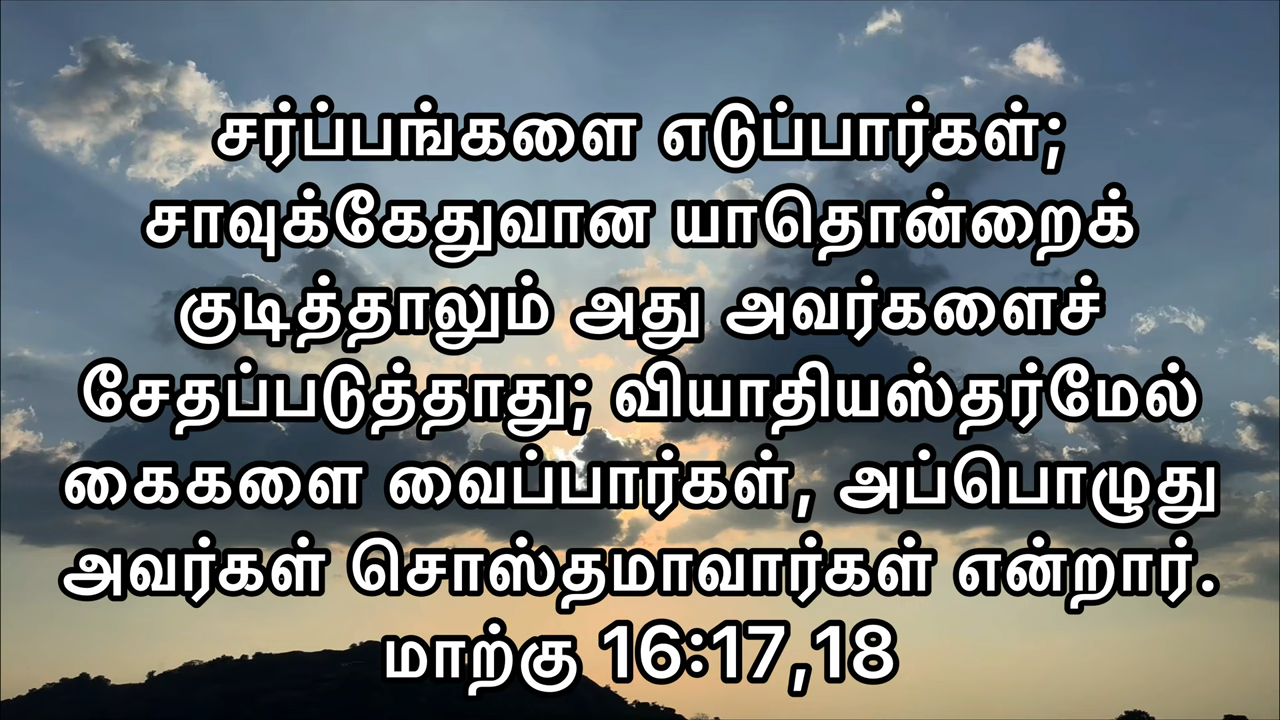 சர்ப்பங்களை எடுப்பார்கள்;
சாவுக்கேதுவான யாதொன்றைக்
குடித்தாலும் அது அவர்களைச்
சேதப்படுத்தாது; வியாதியஸ்தர்மேல்
கைகளை வைப்பார்கள், அப்பொழுது
அவர்கள் சொஸ்தமாவார்கள் என்றார்.
மாற்கு 16:17,18